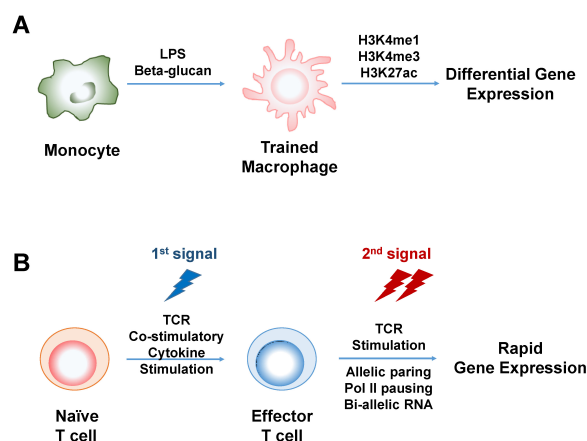 A
LPS
Beta-glucan
H3K4me1
H3K4me3
H3K27ac
Differential Gene
Expression
Monocyte
Trained
Macrophage
B
1st signal
2nd signal
TCR
Co-stimulatory
Cytokine
Stimulation
TCR
Stimulation
Allelic paring
Pol II pausing
Bi-allelic RNA
Rapid
Gene Expression
Naïve
T cell
Effector
T cell